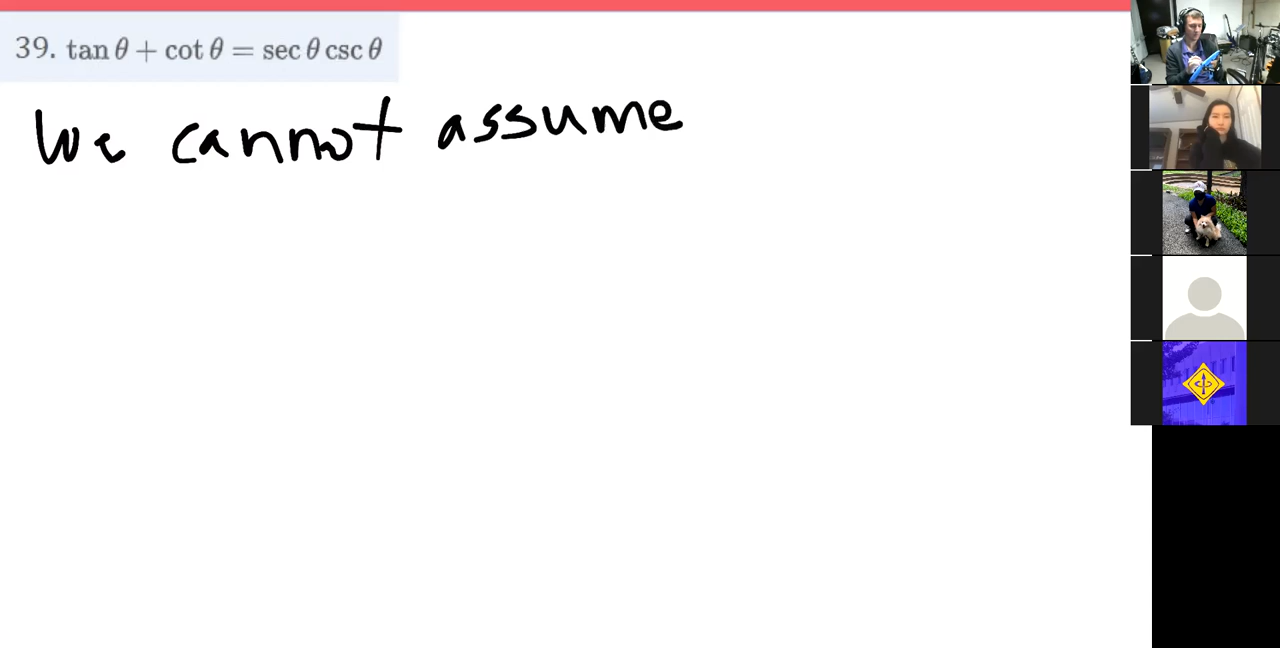 39. tan θ + cot θ = sec θ csc θ
We cannot assume